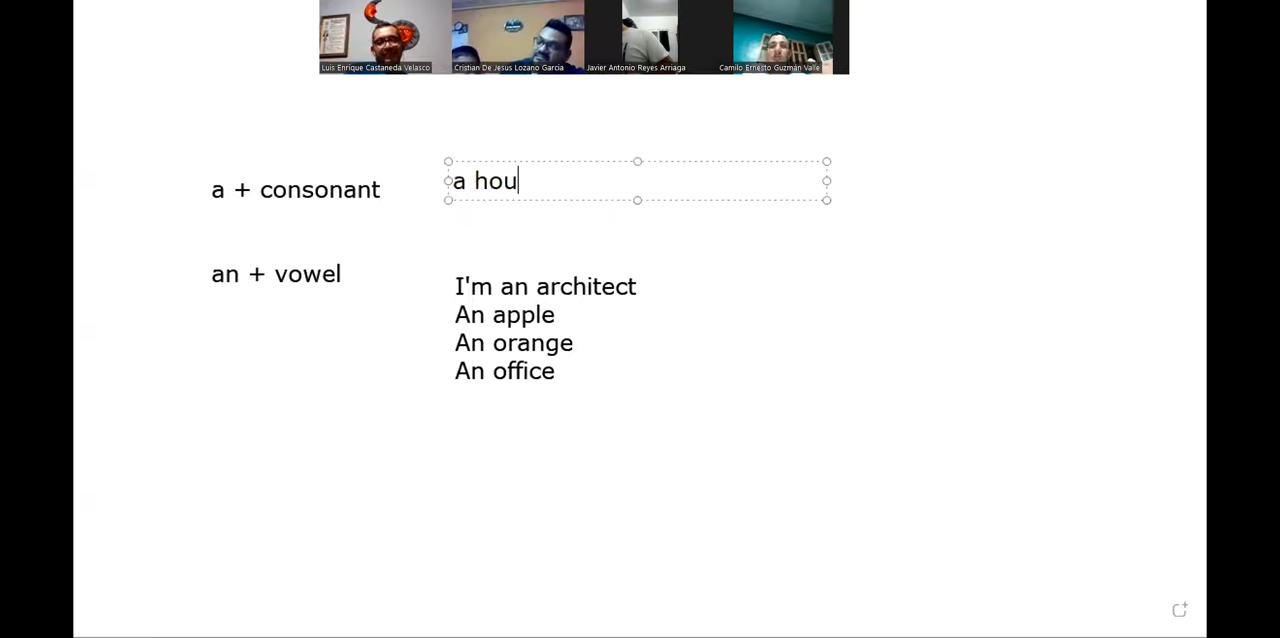 Luis Enrique Castaneda Velasco
Cristian De Jesus Lozano Garcia
Javier Antonio Reyes Arriaga
Camilo Ernesto Guzmán Valle
a + consonant
a hou
an + vowel
I'm an architect
An apple
An orange
An office